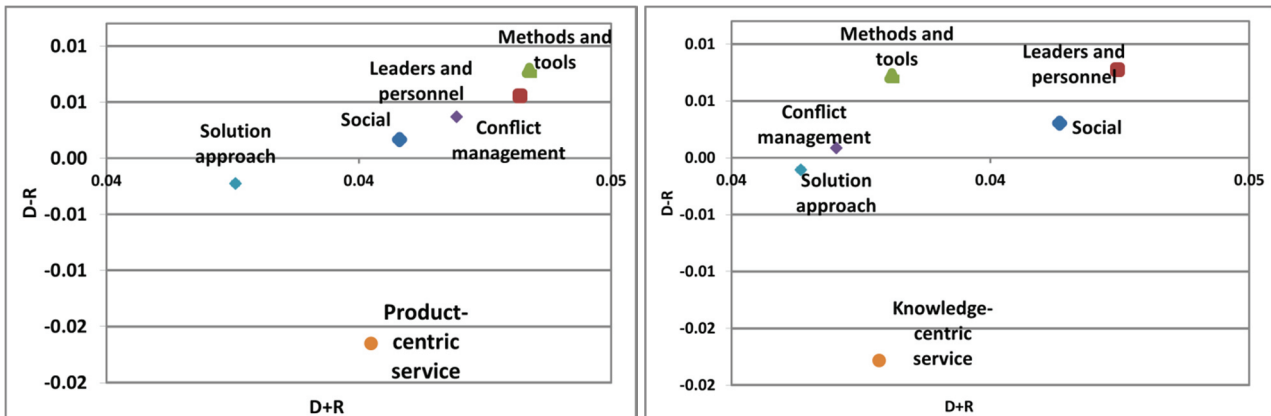 0.01
0.01
0.00
-0.01
-0.01
-0.02
-0.02
D-R
0.04
0.04
0.05
D+R
Methods and
tools
Leaders and
personnel
Social
Conflict
management
Solution
approach
Product-
centric
service
0.01
0.01
0.00
-0.01
-0.01
-0.02
-0.02
D-R
0.04
0.04
0.05
D+R
Methods and
tools
Leaders and
personnel
Conflict
management
Social
Solution
approach
Knowledge-
centric
service